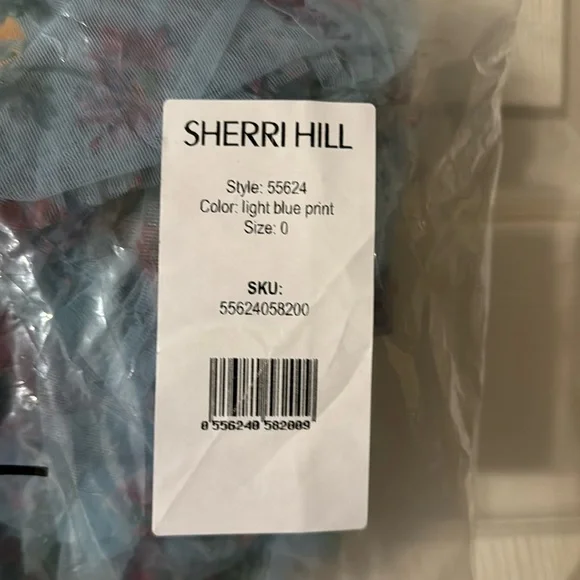 SHERRI HILL
Style: 55624
Color: light blue print
Size: 0
SKU:
55624058200
0 556240 582009